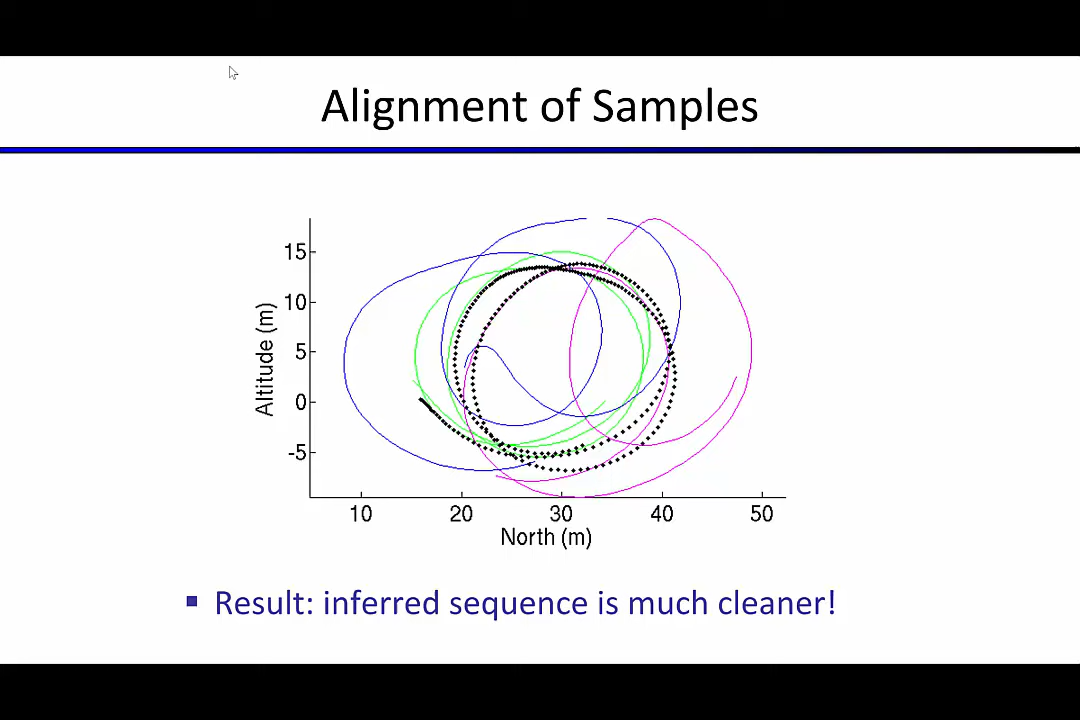 Alignment of Samples
15
10
5
0
-5
Altitude (m)
10 20 30 40 50
North (m)
Result: inferred sequence is much cleaner!